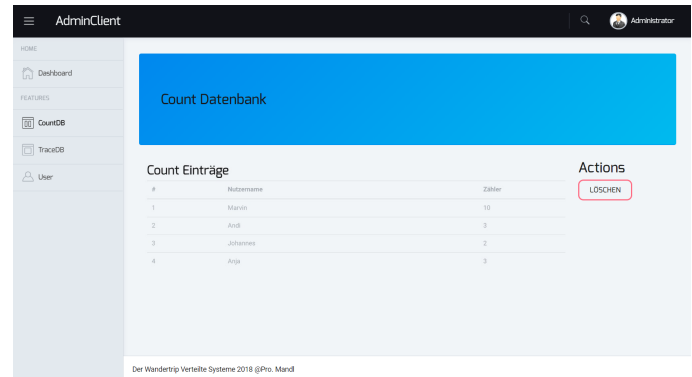 AdminClient
Administrator
HOME
Dashboard
FEATURES
CountDB
TraceDB
User
Count Datenbank
Count Einträge
# Nutzername Zähler
1 Marvin 10
2 Andi 3
3 Johannes 2
4 Anja 3
Actions
LÖSCHEN
Der Wandertrip Verteilte Systeme 2018 @Pro. Mandl